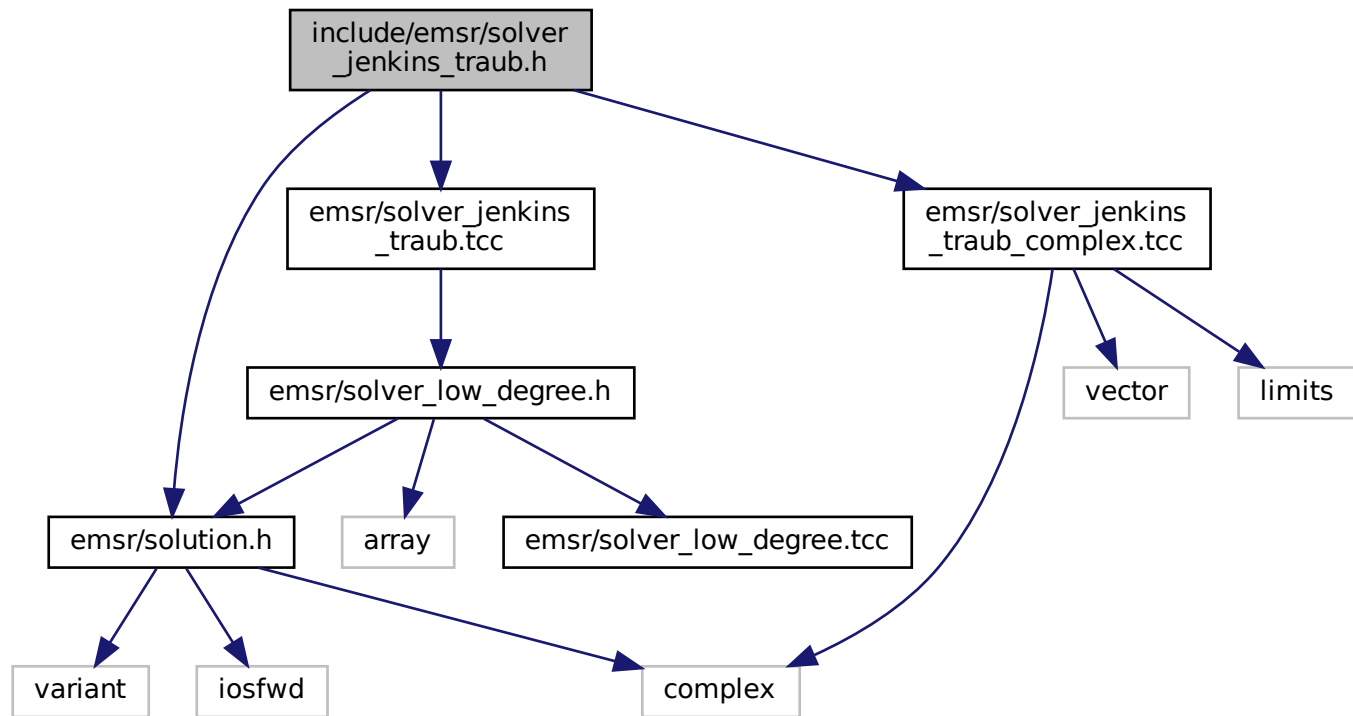 include/emsr/solver
_jenkins_traub.h
emsr/solver_jenkins
_traub.tcc
emsr/solver_jenkins
_traub_complex.tcc
emsr/solver_low_degree.h
vector
limits
emsr/solution.h
array
emsr/solver_low_degree.tcc
variant
iosfwd
complex